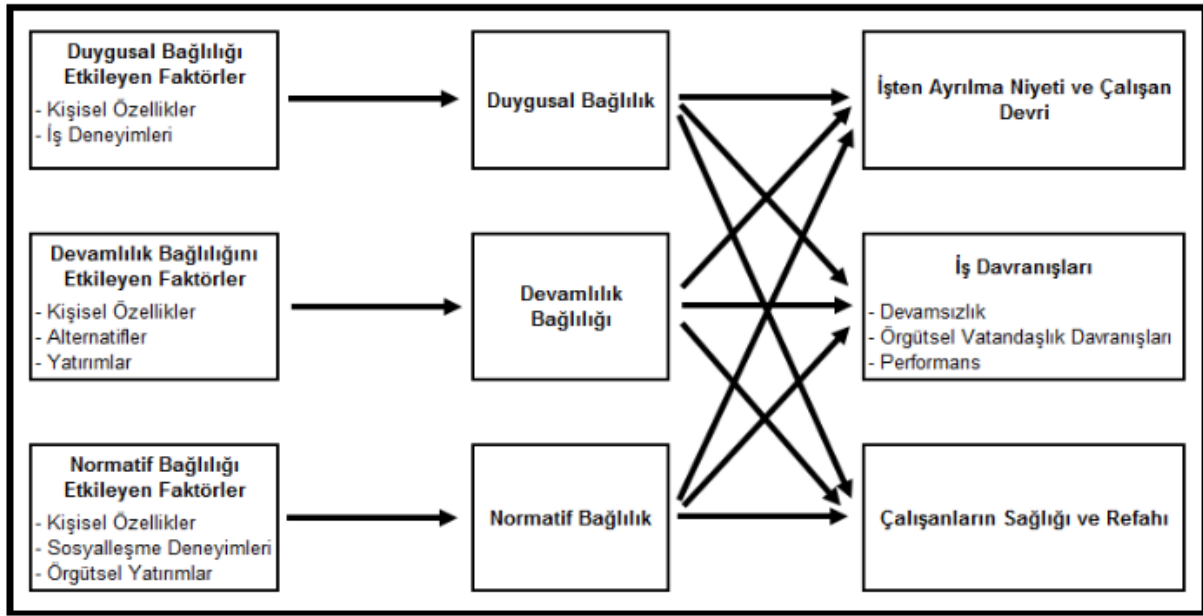 Duygusal Bağlılığı
Etkileyen Faktörler
- Kişisel Özellikler
- İş Deneyimleri
Duygusal Bağlılık
İşten Ayrılma Niyeti ve Çalışan
Devri
Devamlılık Bağlılığını
Etkileyen Faktörler
- Kişisel Özellikler
- Alternatifler
- Yatırımlar
Devamlılık
Bağlılığı
İş Davranışları
- Devamsızlık
- Örgütsel Vatandaşlık Davranışları
- Performans
Normatif Bağlılığı
Etkileyen Faktörler
- Kişisel Özellikler
- Sosyalleşme Deneyimleri
- Örgütsel Yatırımlar
Normatif Bağlılık
Çalışanların Sağlığı ve Refahı